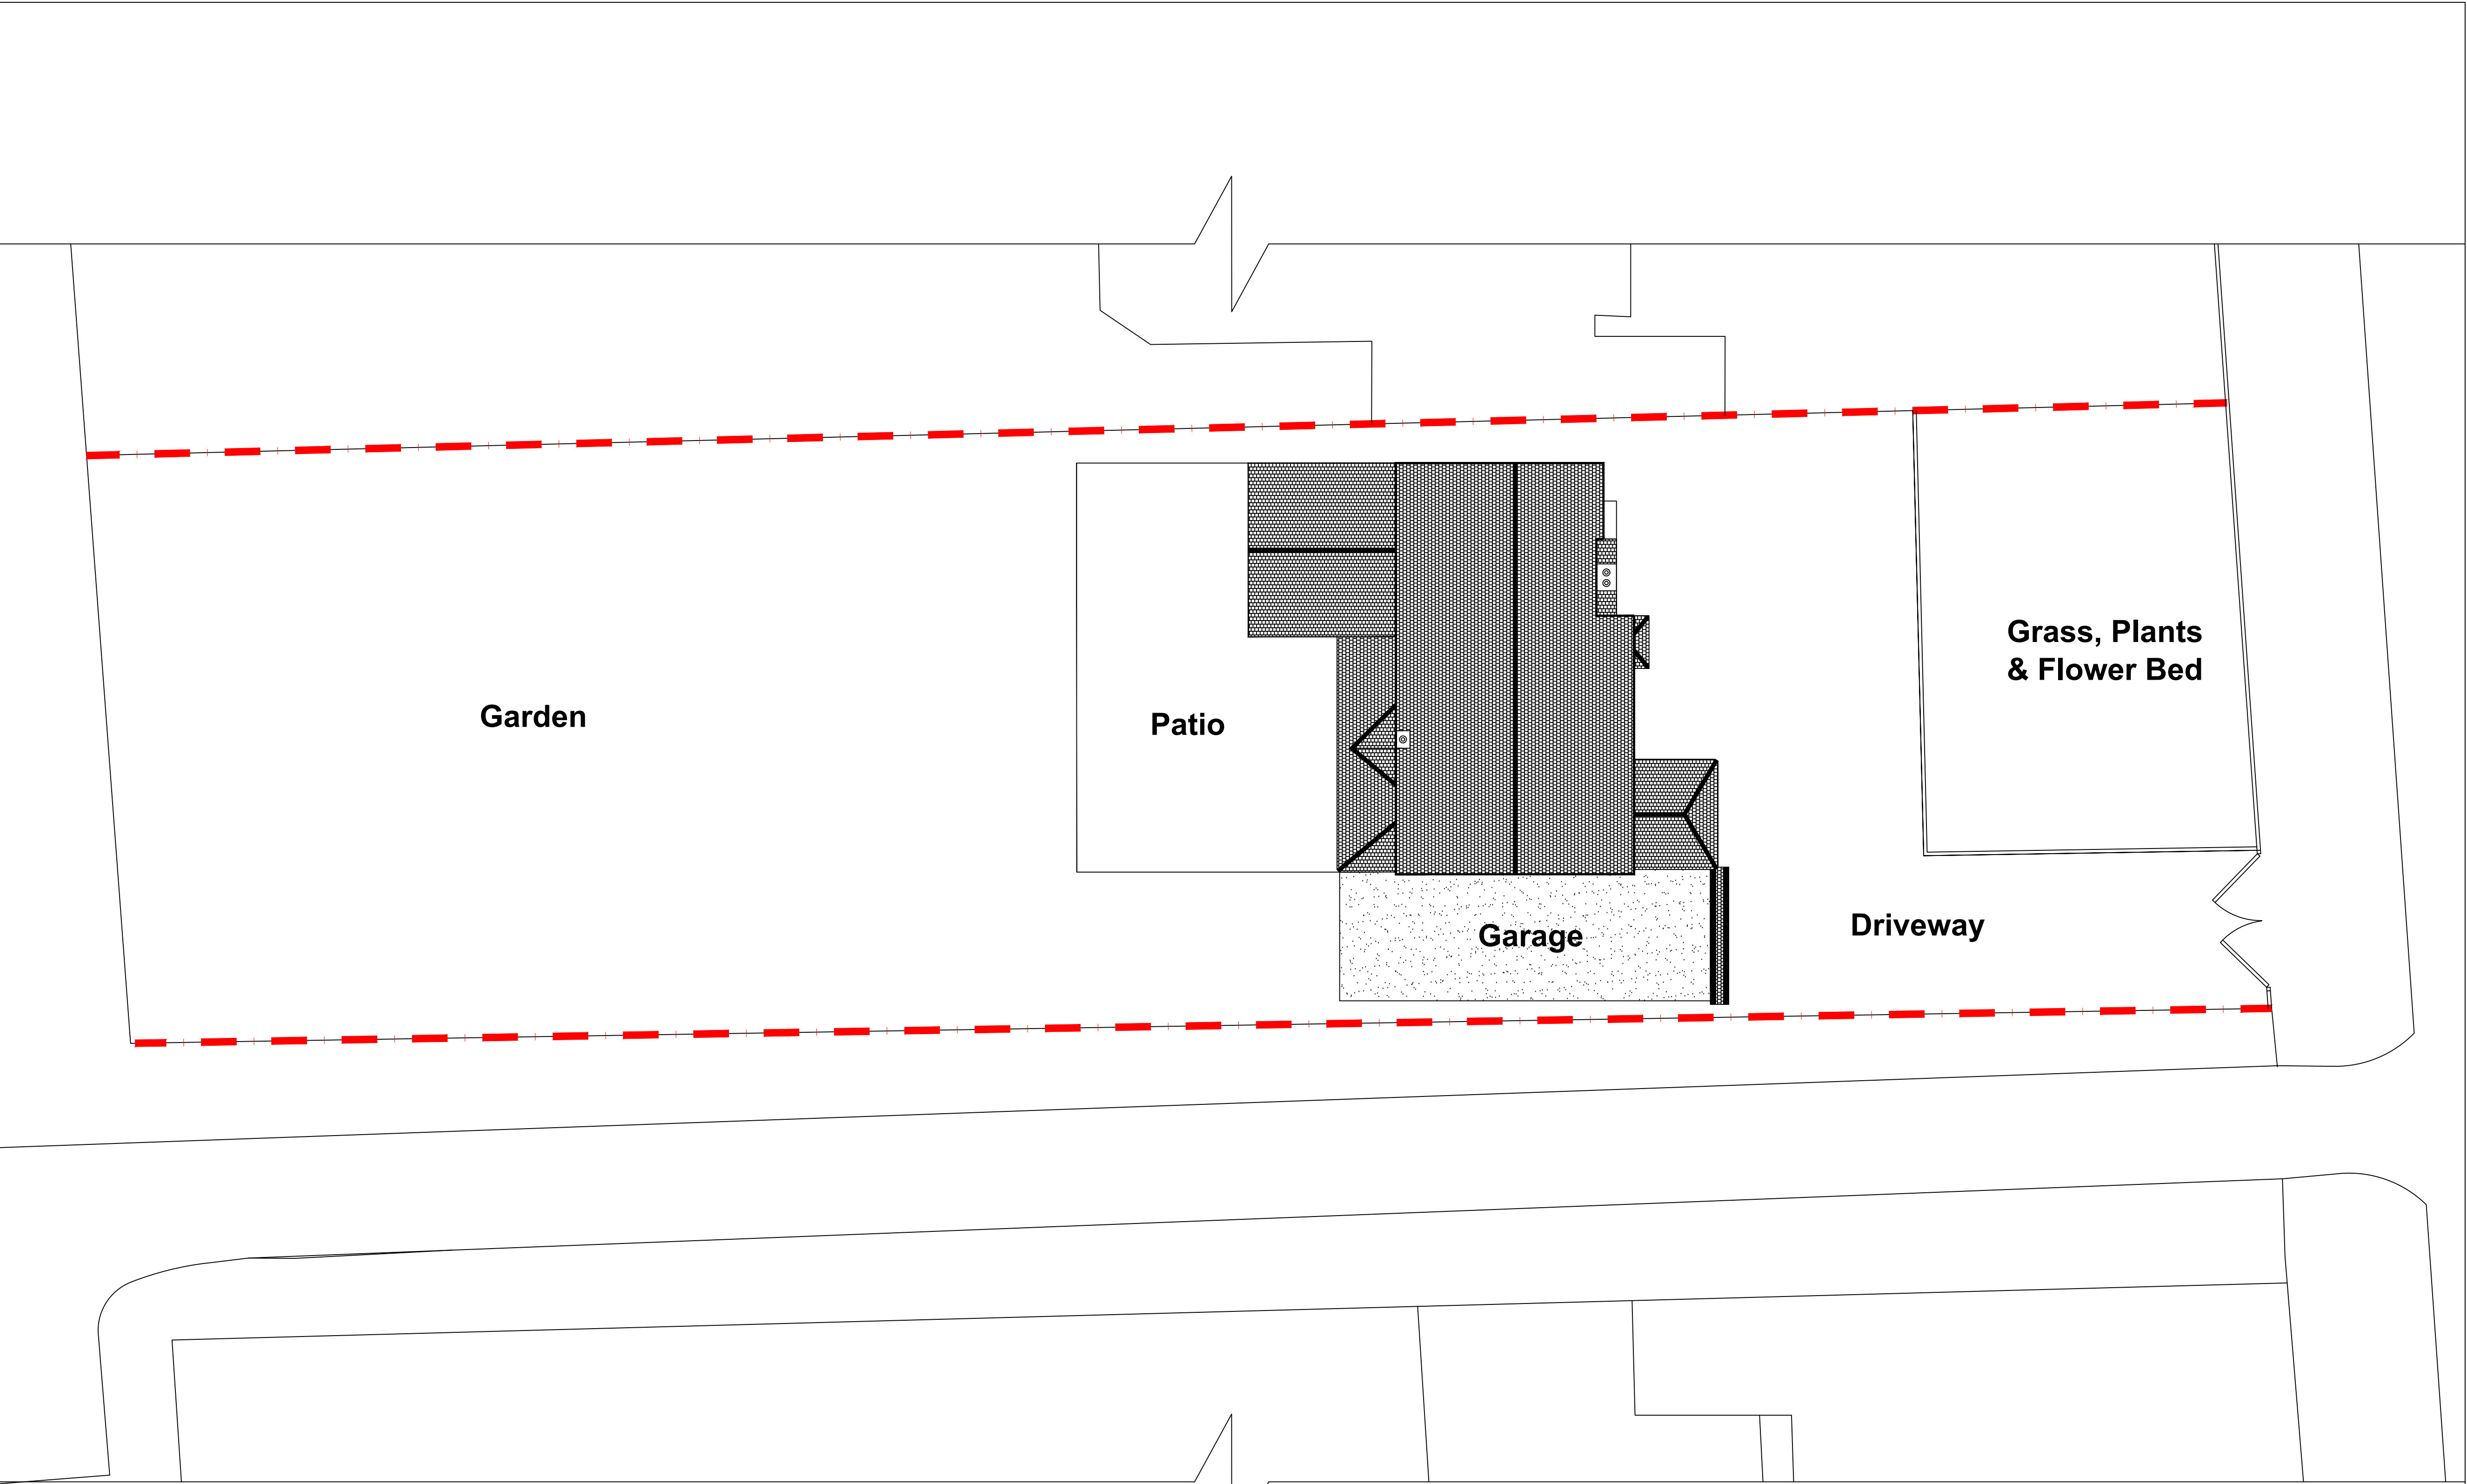 Grass, Plants
& Flower Bed
Garden
Patio
Garage
Driveway